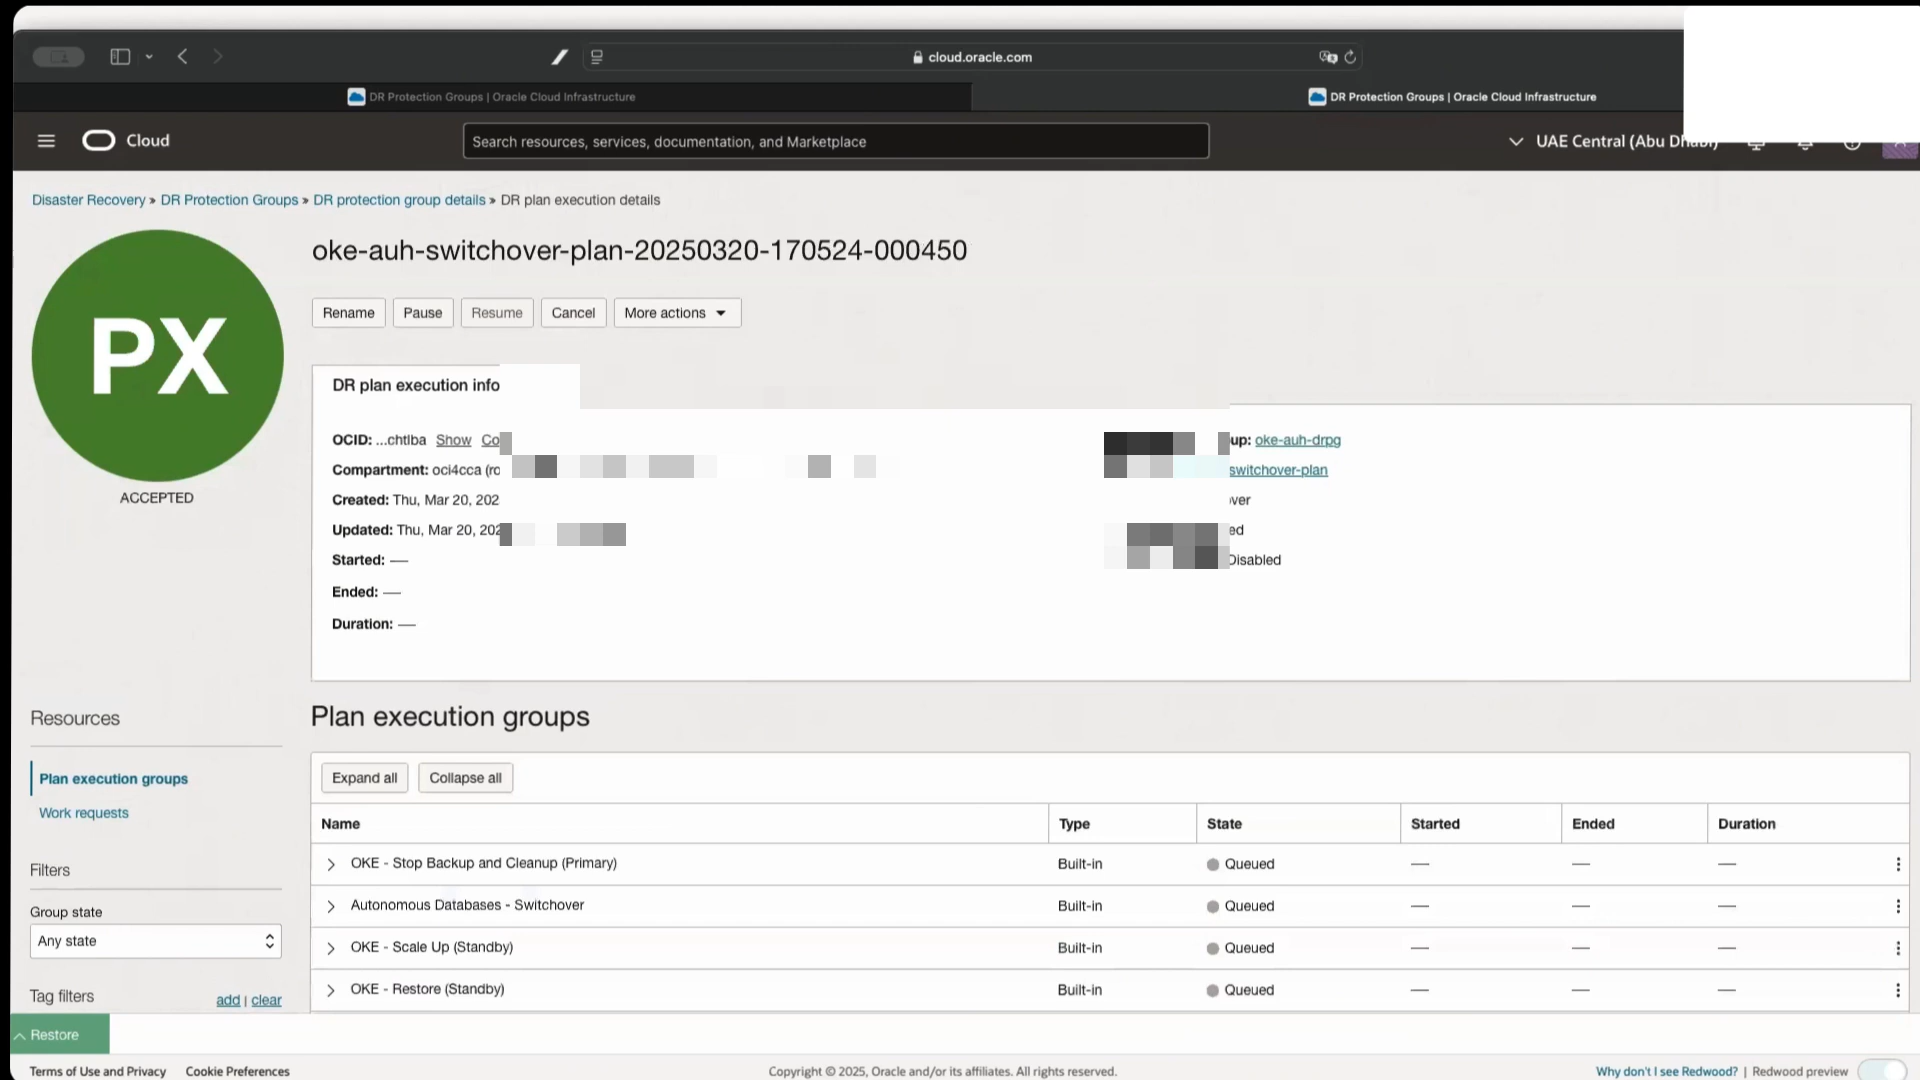 cloud.oracle.com
DR Protection Groups | Oracle Cloud Infrastructure
DR Protection Groups | Oracle Cloud Infrastructure
Cloud
Search resources, services, documentation, and Marketplace
UAE Central (Abu Dhabi)
Disaster Recovery » DR Protection Groups » DR protection group details » DR plan execution details
PX
ACCEPTED
oke-auh-switchover-plan-20250320-170524-000450
Rename Pause Resume Cancel More actions
DR plan execution info
OCID: ...chtlba Show Co
up: oke-auh-drpg
Compartment: oci4cca (ro
switchover-plan
Created: Thu, Mar 20, 202
ver
Updated: Thu, Mar 20, 202
ed
Started: —
Disabled
Ended: —
Duration: —
Resources
Plan execution groups
Work requests
Filters
Group state
Any state
Tag filters add | clear
Plan execution groups
Expand all Collapse all
Name Type State Started Ended Duration
OKE - Stop Backup and Cleanup (Primary) Built-in Queued — — —
Autonomous Databases - Switchover Built-in Queued — — —
OKE - Scale Up (Standby) Built-in Queued — — —
OKE - Restore (Standby) Built-in Queued — — —
Restore
Terms of Use and Privacy Cookie Preferences
Copyright © 2025, Oracle and/or its affiliates. All rights reserved.
Why don't I see Redwood? | Redwood preview